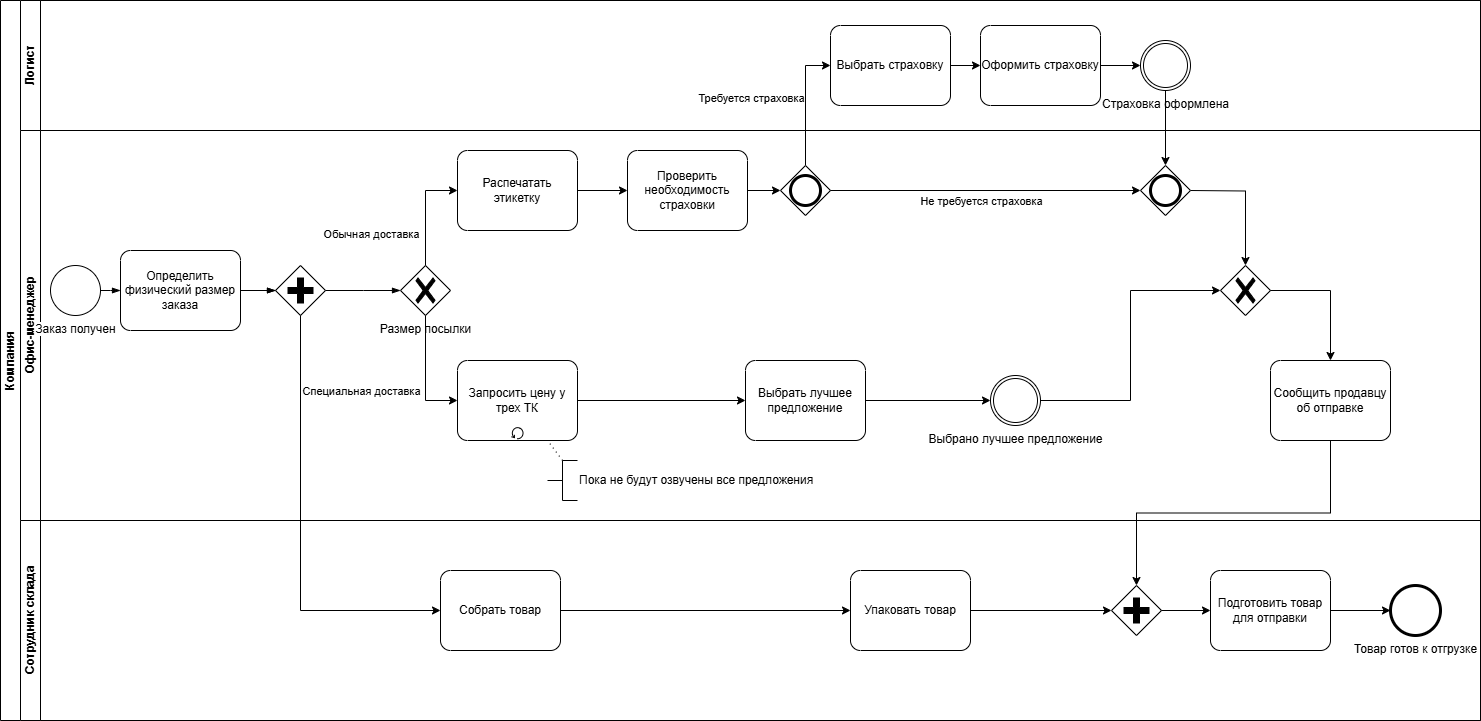 Компания
Логист
Выбрать страховку
Оформить страховку
Страховка оформлена
Требуется страховка
Офис-менеджер
Распечатать
этикетку
Проверить
необходимость
страховки
Не требуется страховка
Обычная доставка
Заказ получен
Определить
физический размер
заказа
Размер посылки
Специальная доставка
Запросить цену у
трех ТК
Выбрать лучшее
предложение
Выбрано лучшее предложение
Сообщить продавцу
об отправке
Пока не будут озвучены все предложения
Сотрудник склада
Собрать товар
Упаковать товар
Подготовить товар
для отправки
Товар готов к отгрузке